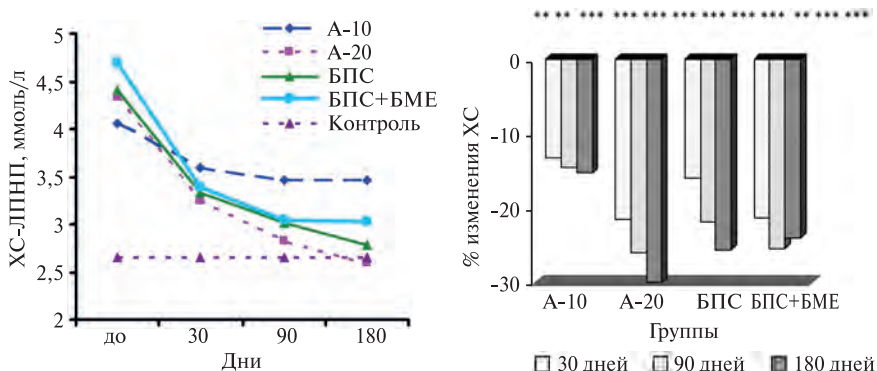 ХС-ЛПНП, ммоль/л
5
4,5
4
3,5
3
2,5
2
А-10
А-20
БПС
БПС+БМЕ
Контроль
до 30 90 180
Дни
** ** *** *** *** *** *** *** *** ** *** ***
% изменения ХС
0
-10
-20
-30
А-10 А-20 БПС БПС+БМЕ
Группы
30 дней 90 дней 180 дней